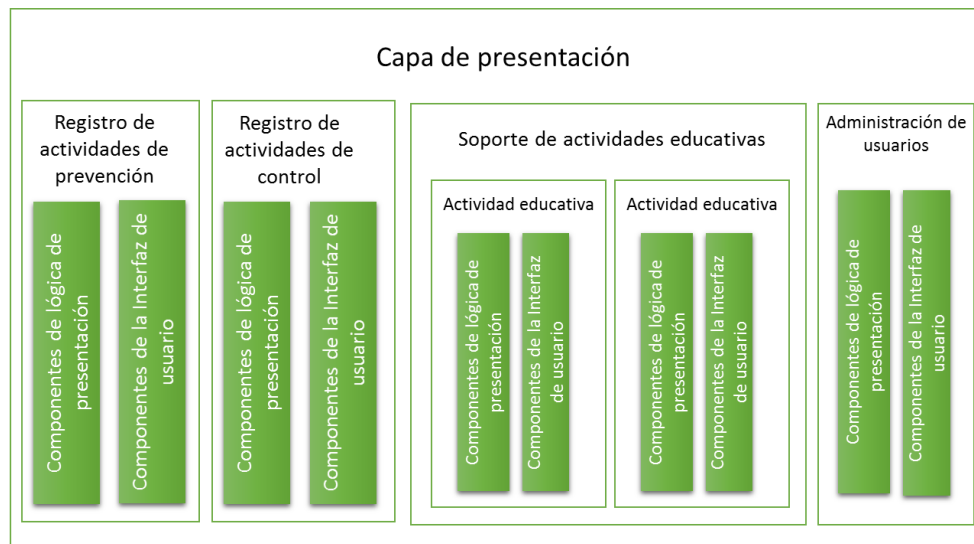 Capa de presentación
Registro de
actividades de
prevención
Componentes de lógica de
presentación
Componentes de la Interfaz de
usuario
Registro de
actividades de
control
Componentes de lógica de
presentación
Componentes de la Interfaz de
usuario
Soporte de actividades educativas
Actividad educativa
Componentes de lógica de
presentación
Componentes de la Interfaz
de usuario
Actividad educativa
Componentes de lógica de
presentación
Componentes de la Interfaz
de usuario
Administración de
usuarios
Componentes de lógica de
presentación
Componentes de la Interfaz de
usuario